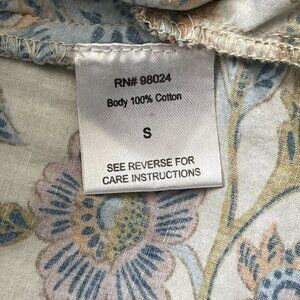 RN# 98024
Body 100% Cotton
S
SEE REVERSE FOR
CARE INSTRUCTIONS